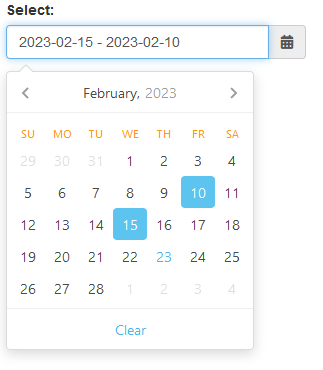 Select:
2023-02-15 - 2023-02-10
February, 2023
SU MO TU WE TH FR SA
29 30 31 1 2 3 4
5 6 7 8 9 10 11
12 13 14 15 16 17 18
19 20 21 22 23 24 25
26 27 28 1 2 3 4
Clear